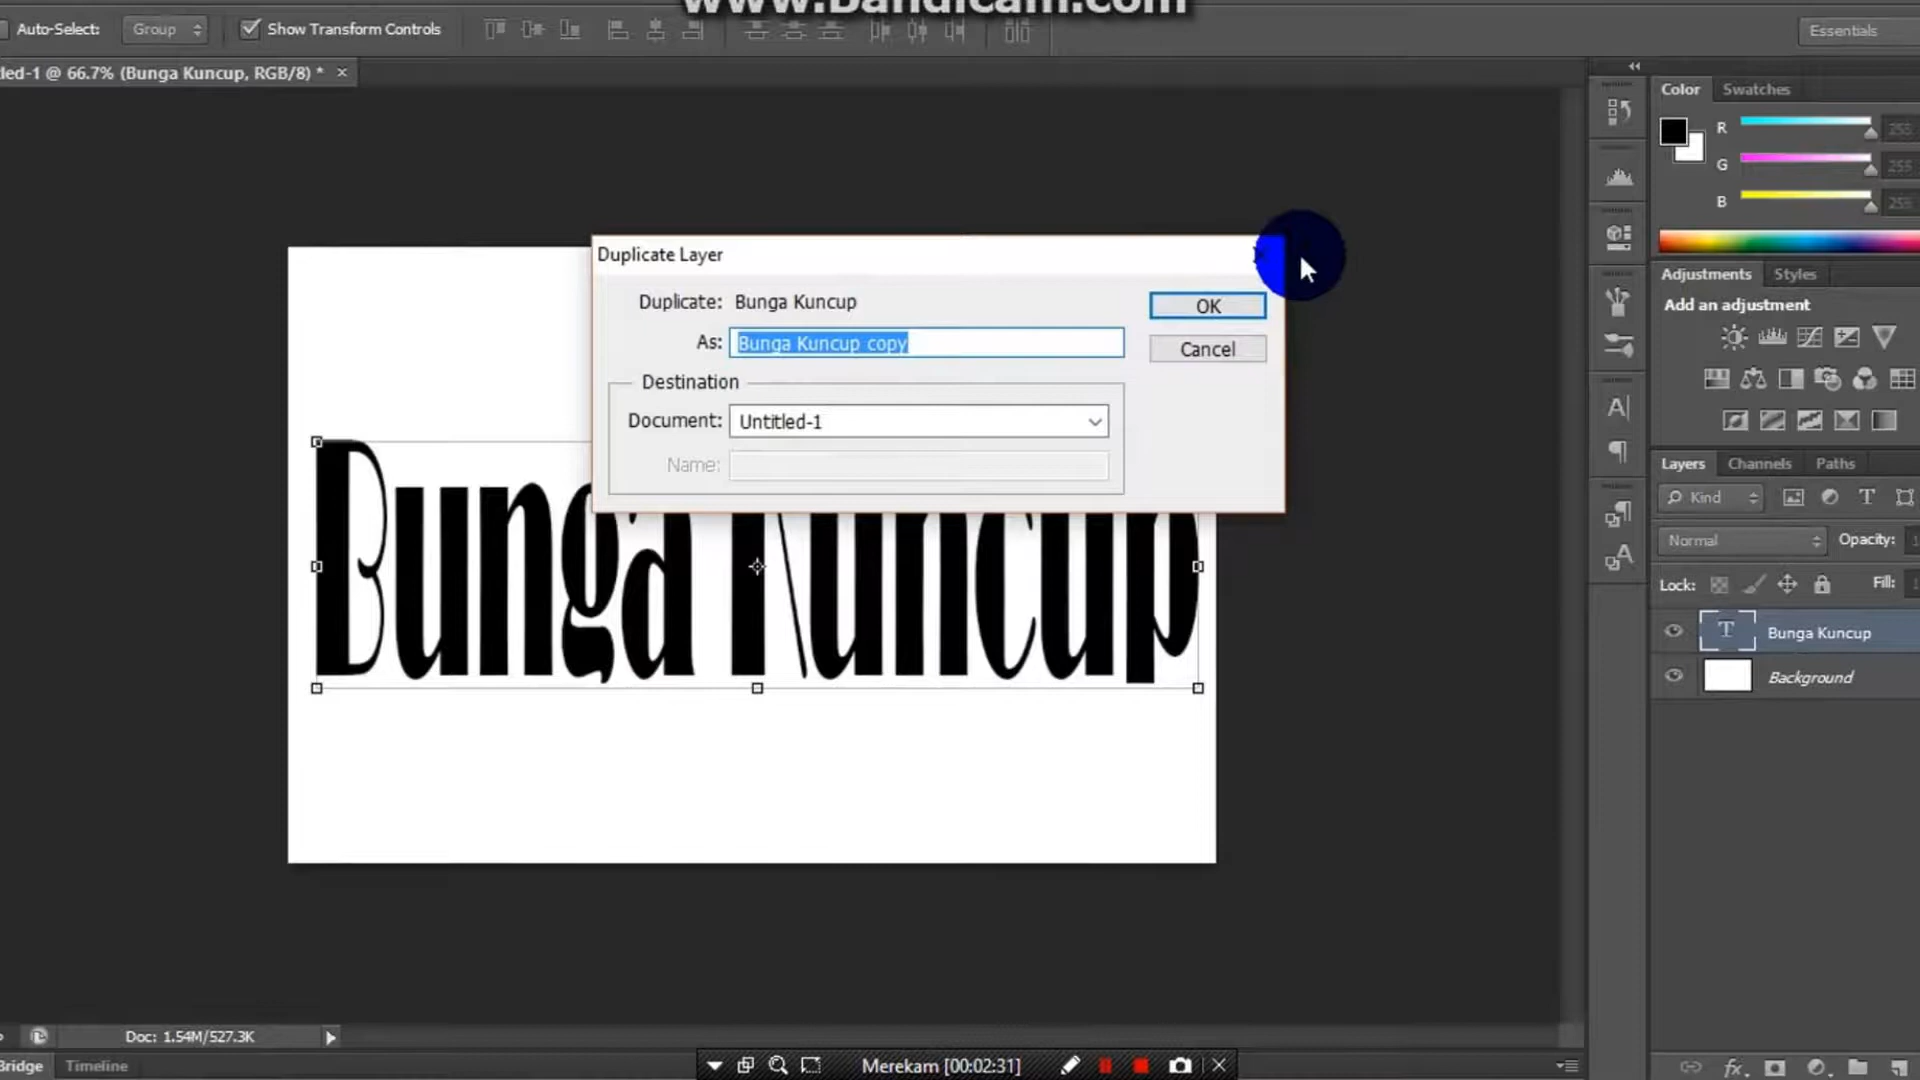 www.Bandicam.com
Auto-Select: Group Show Transform Controls Essentials
led-1 @ 66.7% (Bunga Kuncup, RGB/8) * ×
Color Swatches
R 255
G 255
B 255
Duplicate Layer
Duplicate: Bunga Kuncup
OK
As: Bunga Kuncup copy
Cancel
Destination
Document: Untitled-1
Name:
Adjustments Styles
Add an adjustment
Layers Channels Paths
Kind
Normal Opacity: 1
Lock: Fill: 1
T Bunga Kuncup
Background
Bunga Kuncup
Doc: 1.54M/527.3K
Bridge Timeline
Merekam [00:02:31]